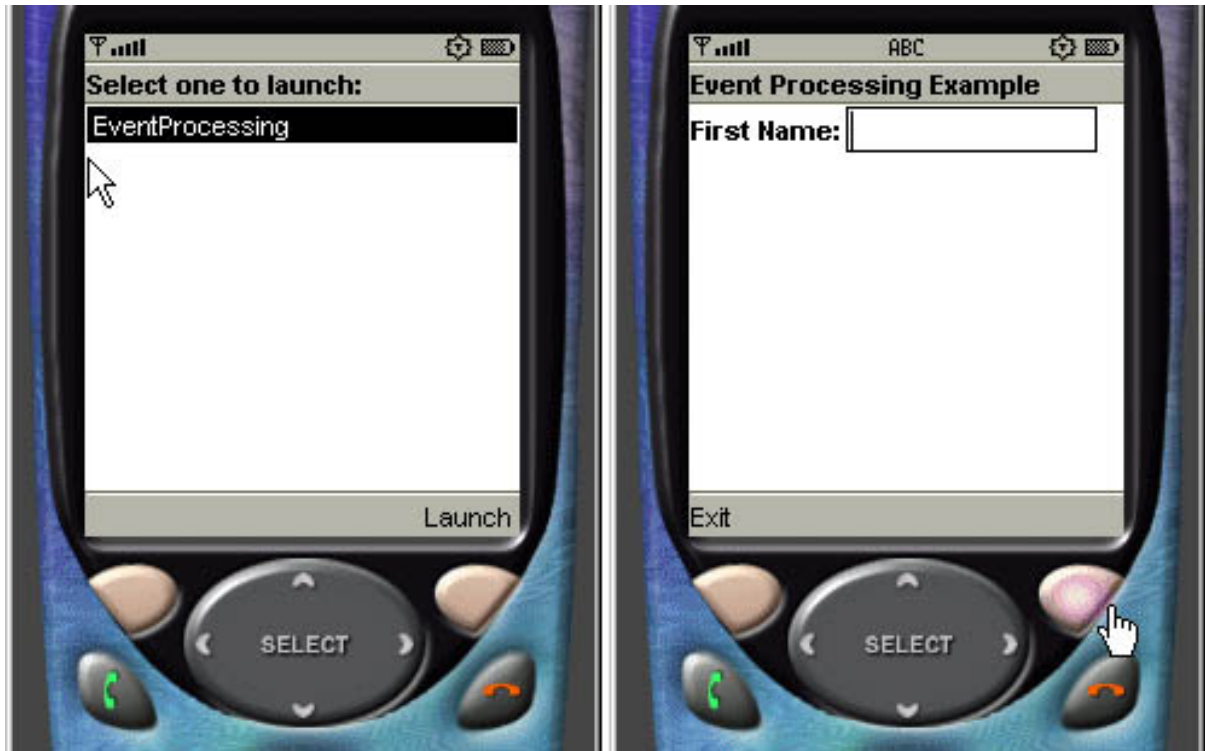 Select one to launch:
EventProcessing
Launch
SELECT
ABC
Event Processing Example
First Name:
Exit
SELECT